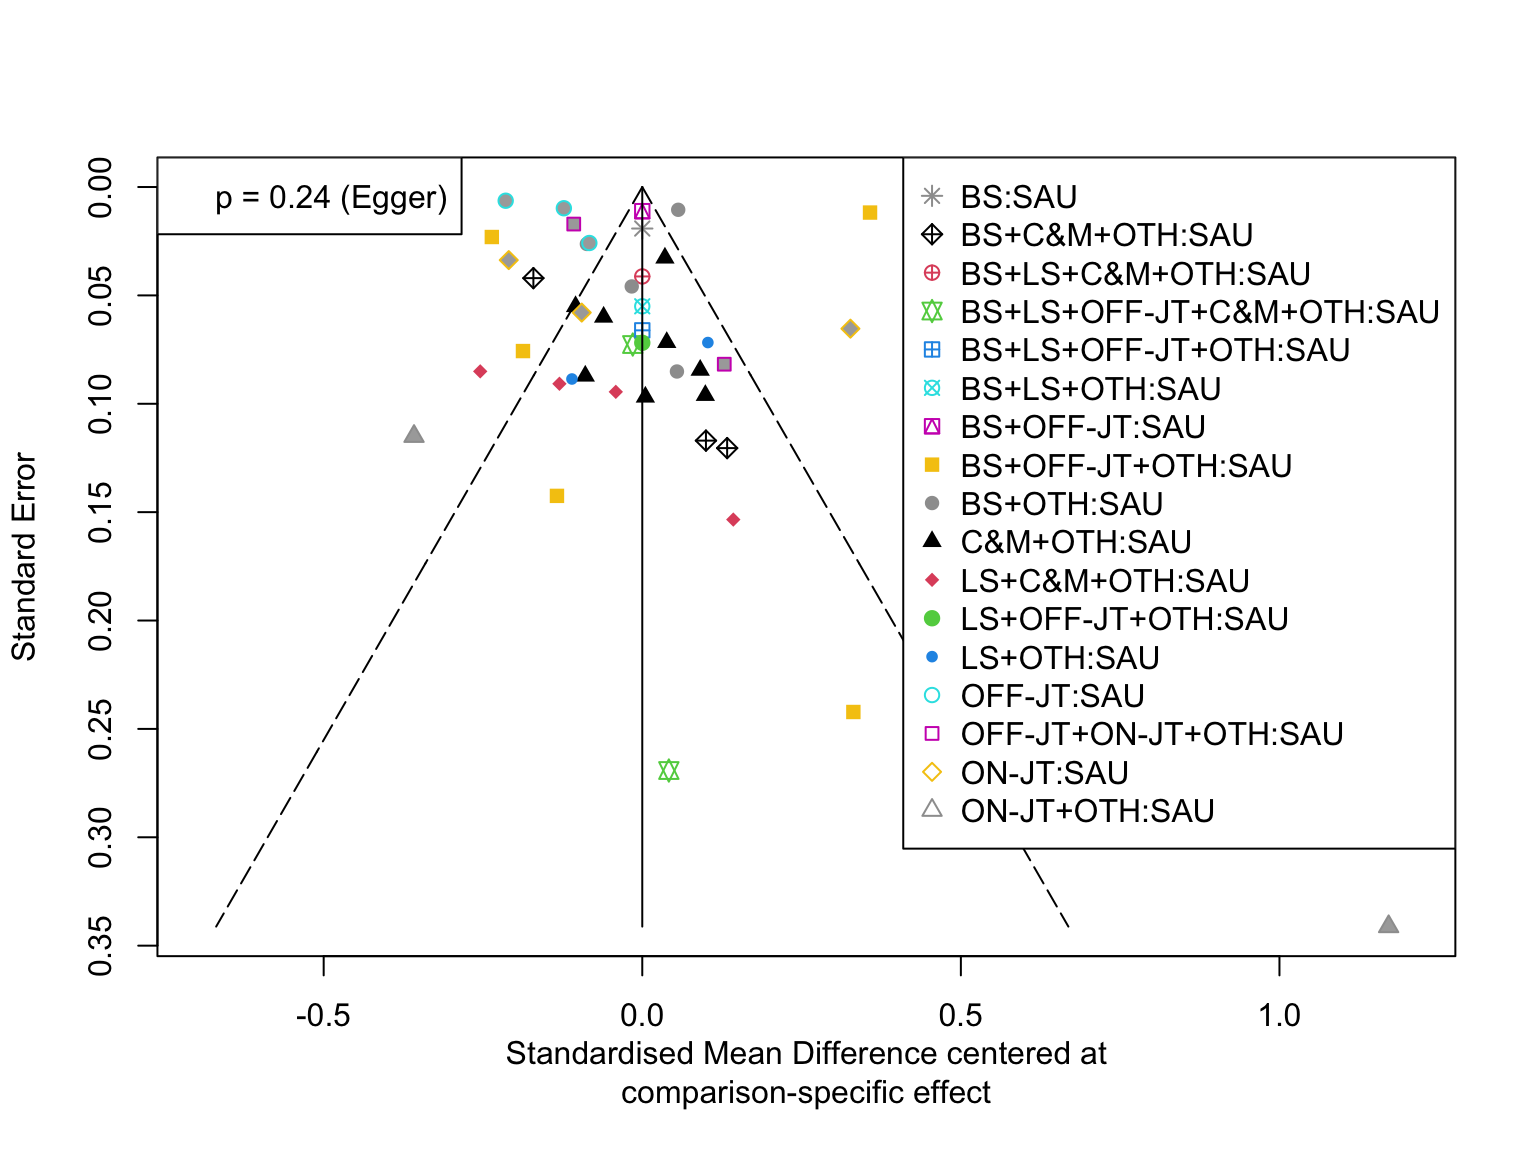 p = 0.24 (Egger)
BS:SAU
BS+C&M+OTH:SAU
BS+LS+C&M+OTH:SAU
BS+LS+OFF-JT+C&M+OTH:SAU
BS+LS+OFF-JT+OTH:SAU
BS+LS+OTH:SAU
BS+OFF-JT:SAU
BS+OFF-JT+OTH:SAU
BS+OTH:SAU
C&M+OTH:SAU
LS+C&M+OTH:SAU
LS+OFF-JT+OTH:SAU
LS+OTH:SAU
OFF-JT:SAU
OFF-JT+ON-JT+OTH:SAU
ON-JT:SAU
ON-JT+OTH:SAU
Standard Error
0.00
0.05
0.10
0.15
0.20
0.25
0.30
0.35
-0.5
0.0
0.5
1.0
Standardised Mean Difference centered at
comparison-specific effect